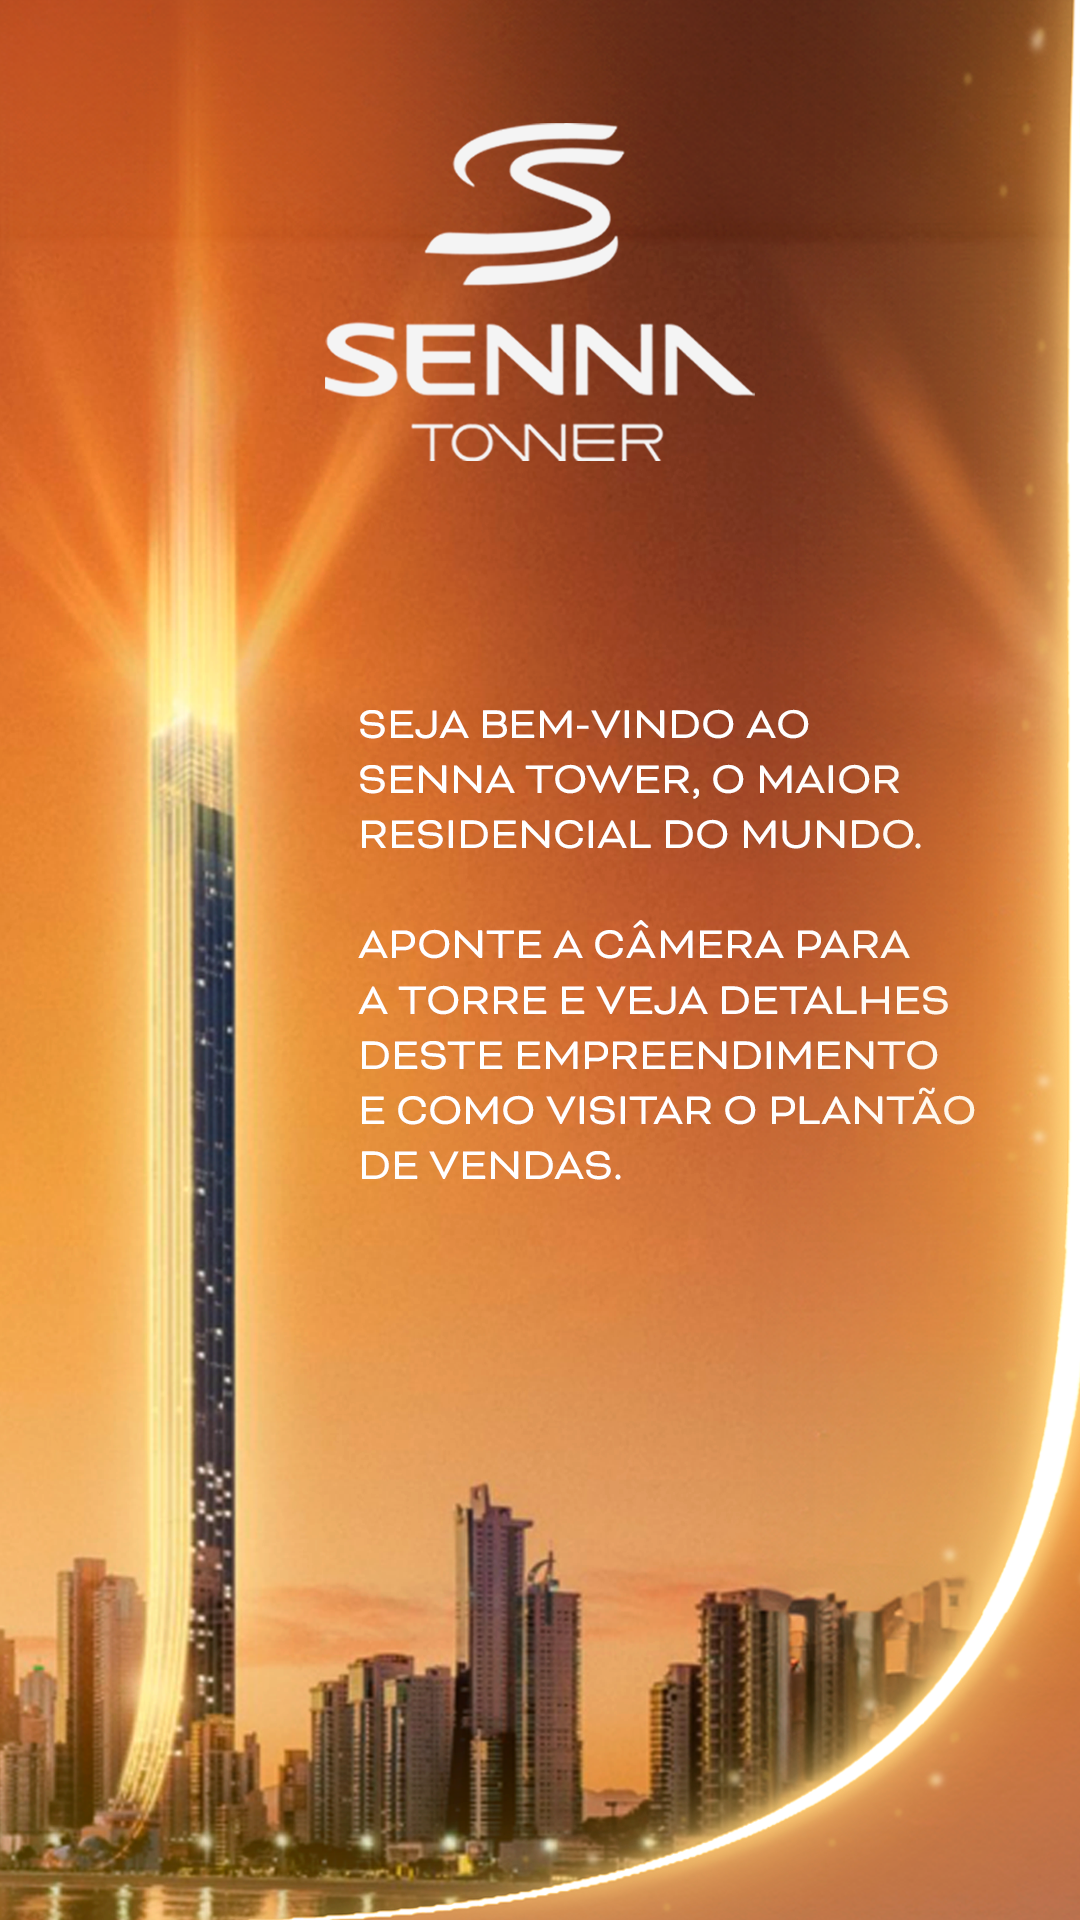 SENNA
TOWER
SEJA BEM-VINDO AO
SENNA TOWER, O MAIOR
RESIDENCIAL DO MUNDO.
APONTE A CÂMERA PARA
A TORRE E VEJA DETALHES
DESTE EMPREENDIMENTO
E COMO VISITAR O PLANTÃO
DE VENDAS.